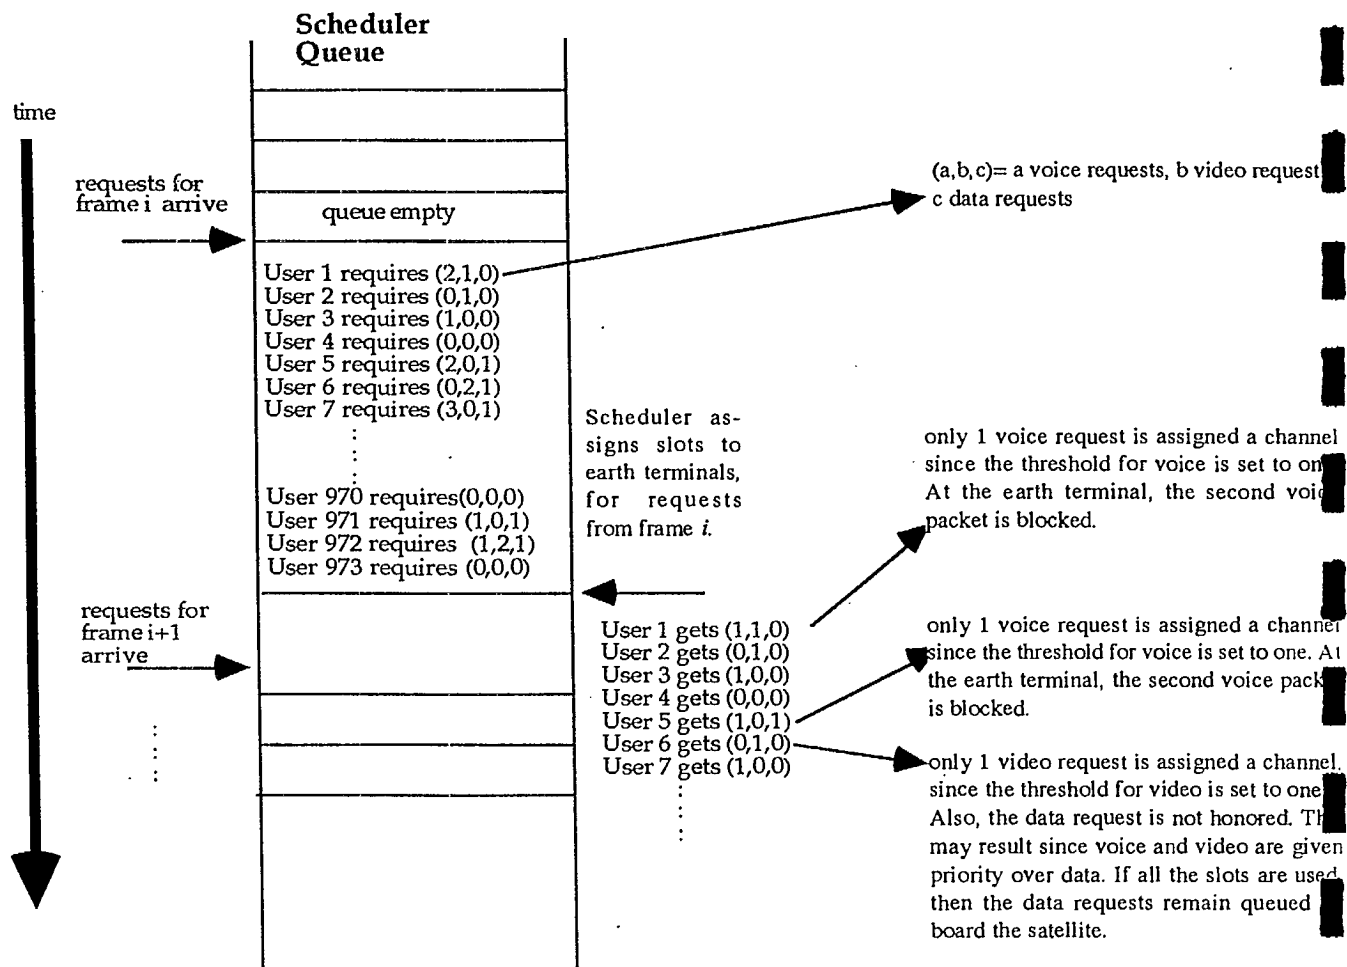 Scheduler
Queue
time
requests for
frame i arrive
queue empty
(a,b,c)= a voice requests, b video request
c data requests
User 1 requires (2,1,0)
User 2 requires (0,1,0)
User 3 requires (1,0,0)
User 4 requires (0,0,0)
User 5 requires (2,0,1)
User 6 requires (0,2,1)
User 7 requires (3,0,1)
User 970 requires(0,0,0)
User 971 requires (1,0,1)
User 972 requires (1,2,1)
User 973 requires (0,0,0)
Scheduler as-
signs slots to
earth terminals,
for requests
from frame i.
only 1 voice request is assigned a channel
since the threshold for voice is set to
At the earth terminal, the second
packet is blocked.
requests for
frame i+1
arrive
User 1 gets (1,1,0)
User 2 gets (0,1,0)
User 3 gets (1,0,0)
User 4 gets (0,0,0)
User 5 gets (1,0,1)
User 6 gets (0,1,0)
User 7 gets (1,0,0)
only 1 voice request is assigned a channel
since the threshold for voice is set to one. At
the earth terminal, the second voice
is blocked.
only 1 video request is assigned a channel.
since the threshold for video is set to one
Also, the data request is not honored.
may result since voice and video are given
priority over data. If all the slots are used,
then the data requests remain queued
board the satellite.